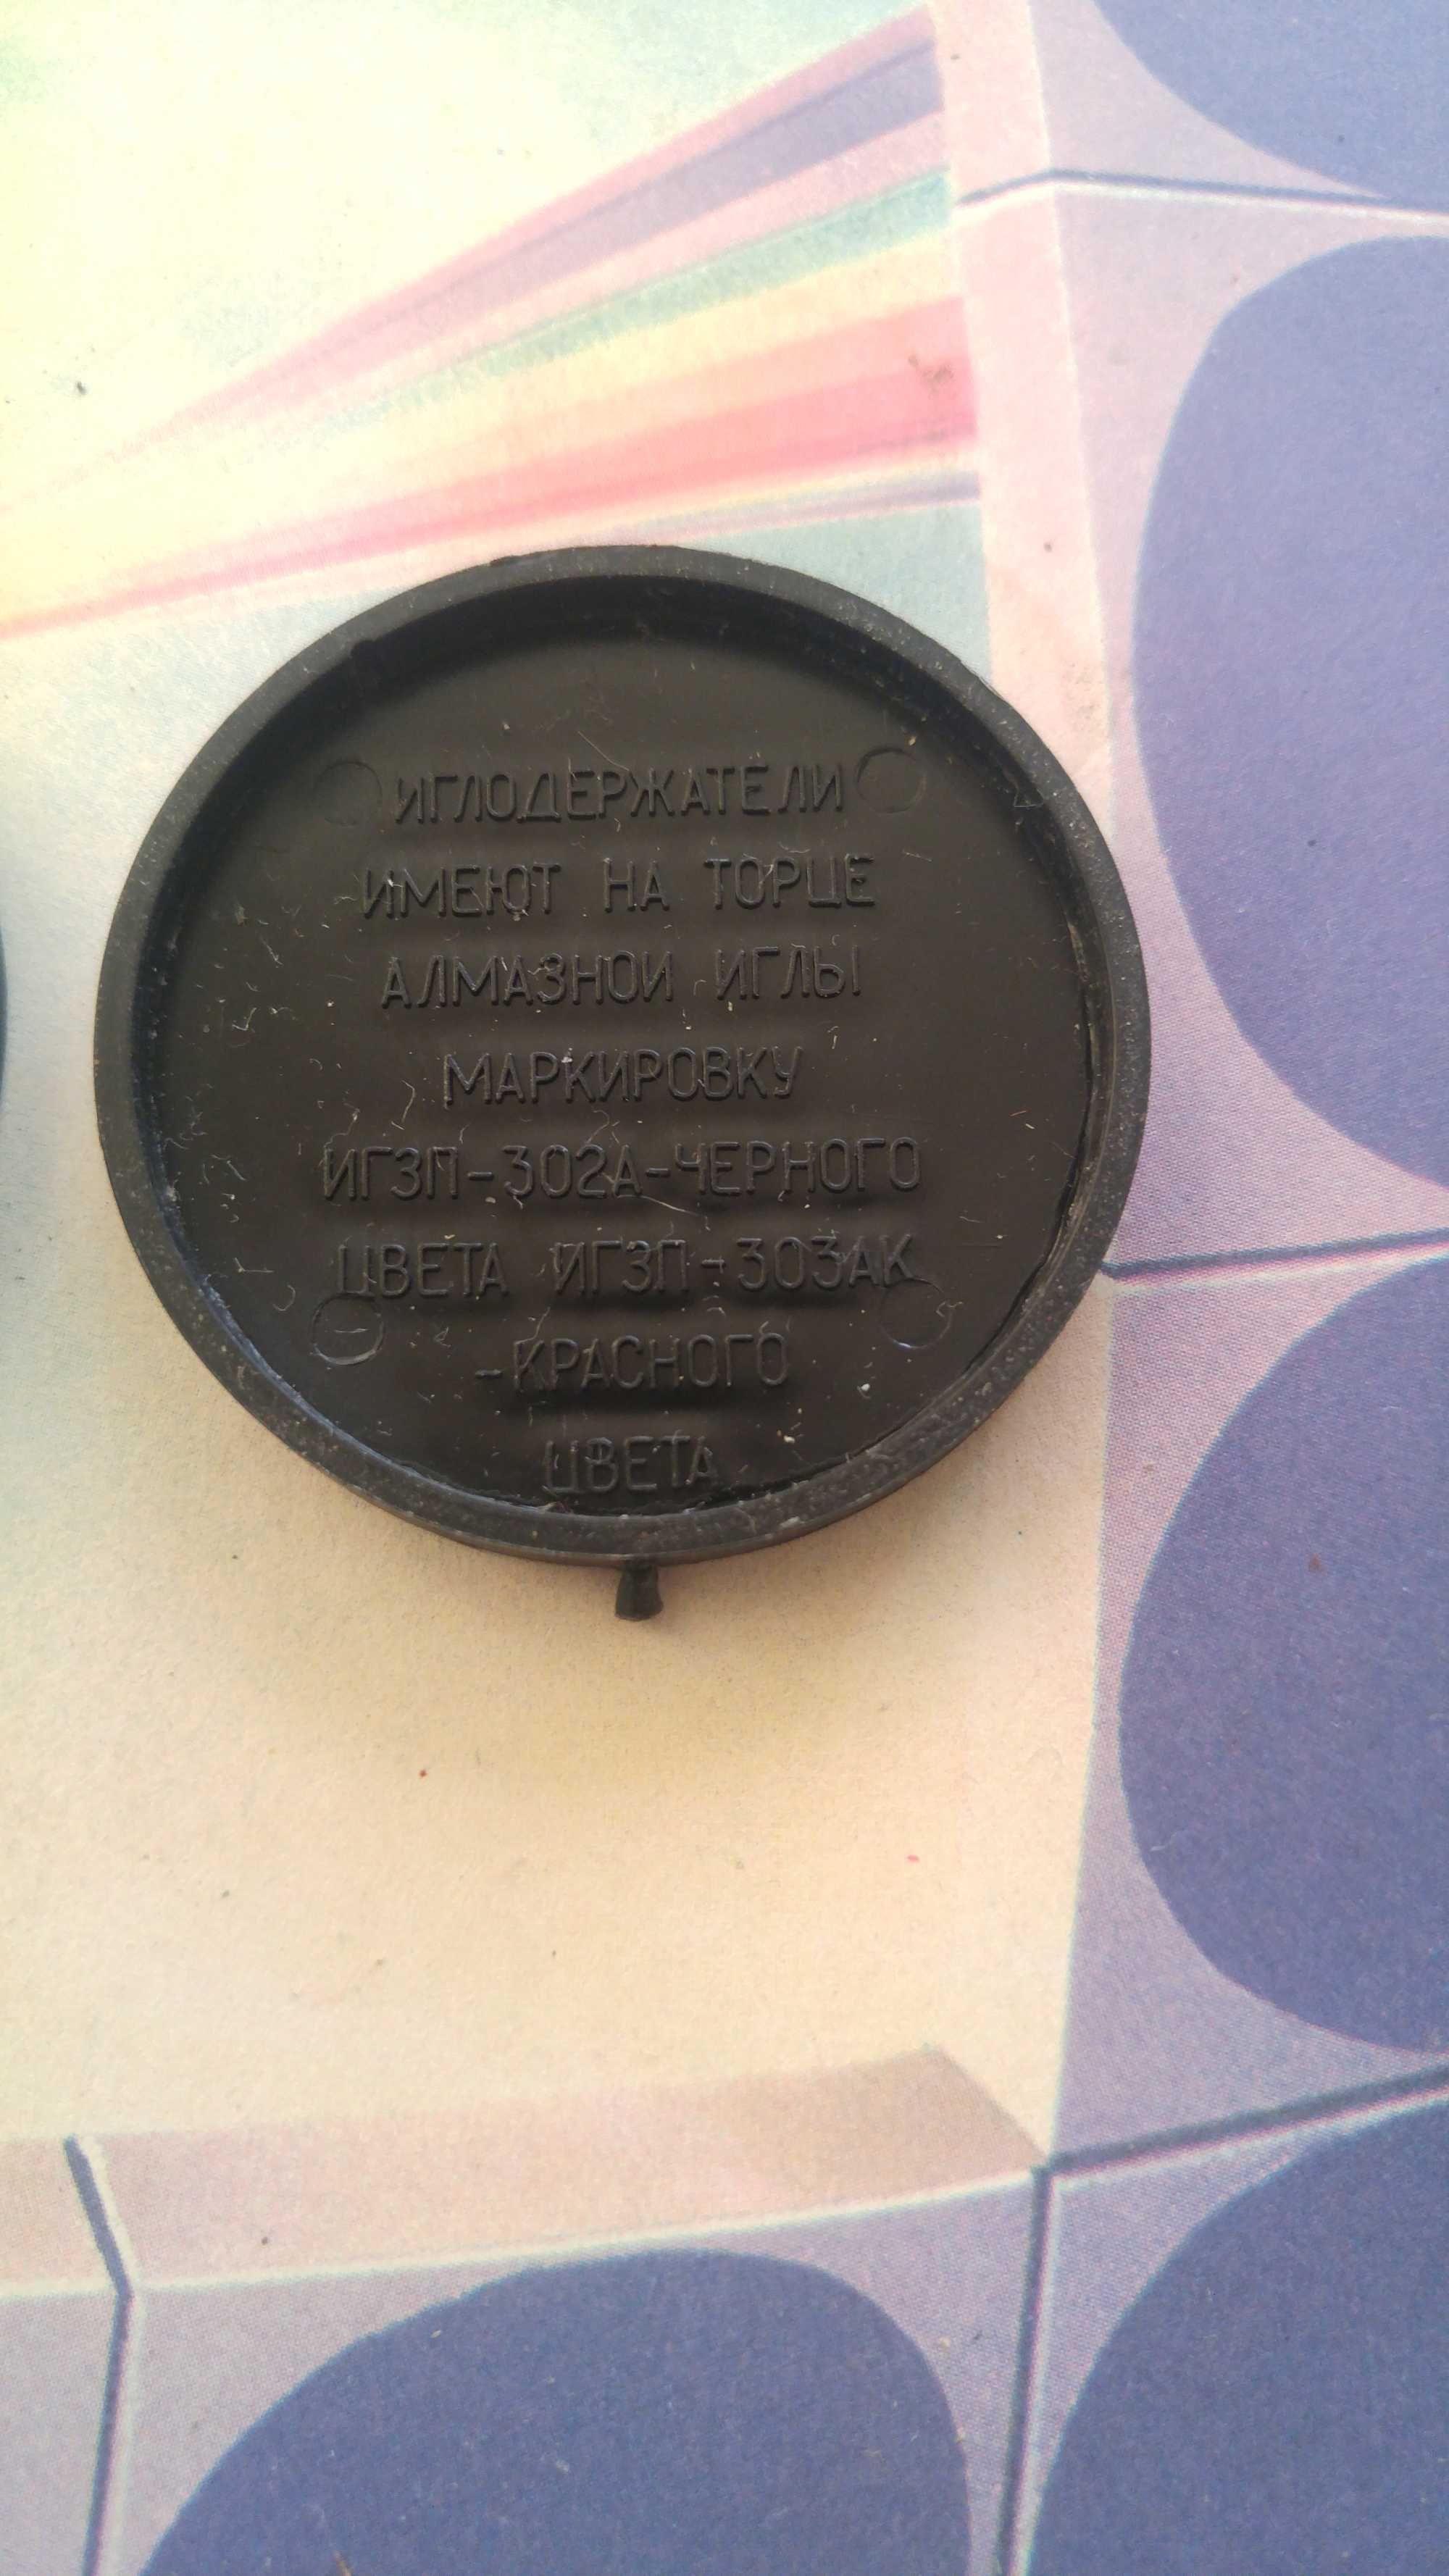 ИГЛОДЕРЖАТЕЛИ
ИМЕЮТ НА ТОРЦЕ
АЛМАЗНОЙ ИГЛЫ
МАРКИРОВКУ
ИГЗП-302А-ЧЕРНОГО
ЦВЕТА ИГЗП-303АК
-КРАСНОГО
ЦВЕТА